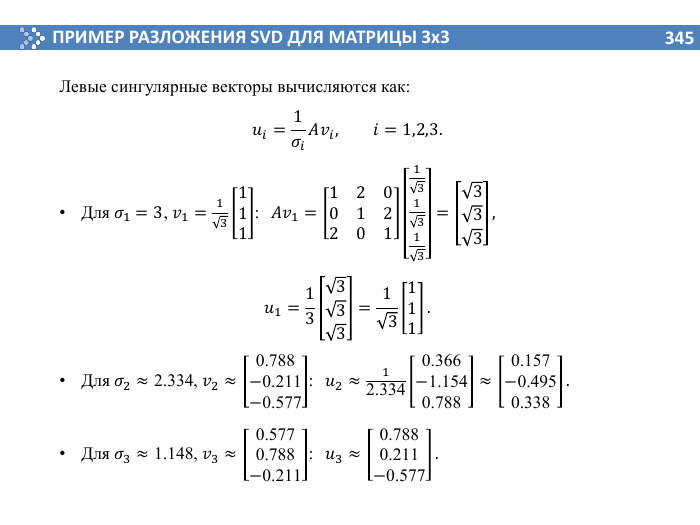 ПРИМЕР РАЗЛОЖЕНИЯ SVD ДЛЯ МАТРИЦЫ 3x3 345
Левые сингулярные векторы вычисляются как:
$u_i = \frac{1}{\sigma_i} A v_i, \quad i = 1,2,3.$
• Для $\sigma_1 = 3, v_1 = \frac{1}{\sqrt{3}} \begin{bmatrix} 1 \\ 1 \\ 1 \end{bmatrix}: \; A v_1 = \begin{bmatrix} 1 & 2 & 0 \\ 0 & 1 & 2 \\ 2 & 0 & 1 \end{bmatrix} \begin{bmatrix} \frac{1}{\sqrt{3}} \\ \frac{1}{\sqrt{3}} \\ \frac{1}{\sqrt{3}} \end{bmatrix} = \begin{bmatrix} \sqrt{3} \\ \sqrt{3} \\ \sqrt{3} \end{bmatrix},$
$u_1 = \frac{1}{3} \begin{bmatrix} \sqrt{3} \\ \sqrt{3} \\ \sqrt{3} \end{bmatrix} = \frac{1}{\sqrt{3}} \begin{bmatrix} 1 \\ 1 \\ 1 \end{bmatrix}.$
• Для $\sigma_2 \approx 2.334, v_2 \approx \begin{bmatrix} 0.788 \\ -0.211 \\ -0.577 \end{bmatrix}: \; u_2 \approx \frac{1}{2.334} \begin{bmatrix} 0.366 \\ -1.154 \\ 0.788 \end{bmatrix} \approx \begin{bmatrix} 0.157 \\ -0.495 \\ 0.338 \end{bmatrix}.$
• Для $\sigma_3 \approx 1.148, v_3 \approx \begin{bmatrix} 0.577 \\ 0.788 \\ -0.211 \end{bmatrix}: \; u_3 \approx \begin{bmatrix} 0.788 \\ 0.211 \\ -0.577 \end{bmatrix}.$